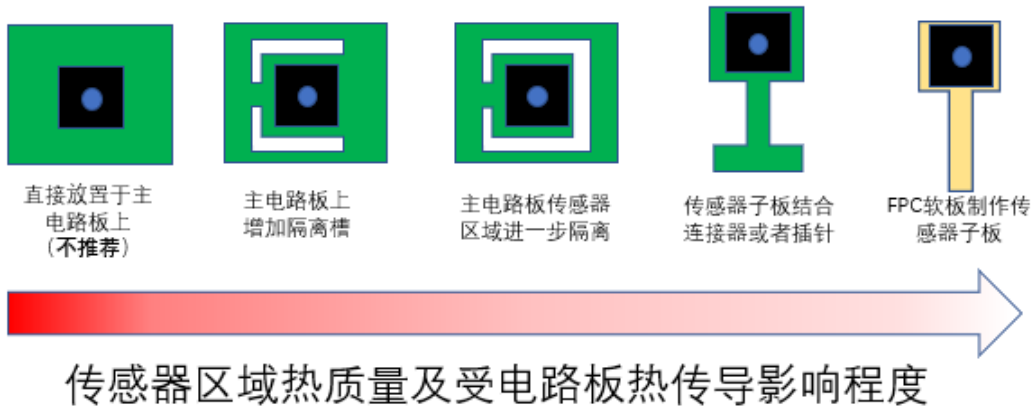 直接放置于主
电路板上
（不推荐）
主电路板上
增加隔离槽
主电路板传感器
区域进一步隔离
传感器子板结合
连接器或者插针
FPC软板制作传
感器子板
传感器区域热质量及受电路板热传导影响程度